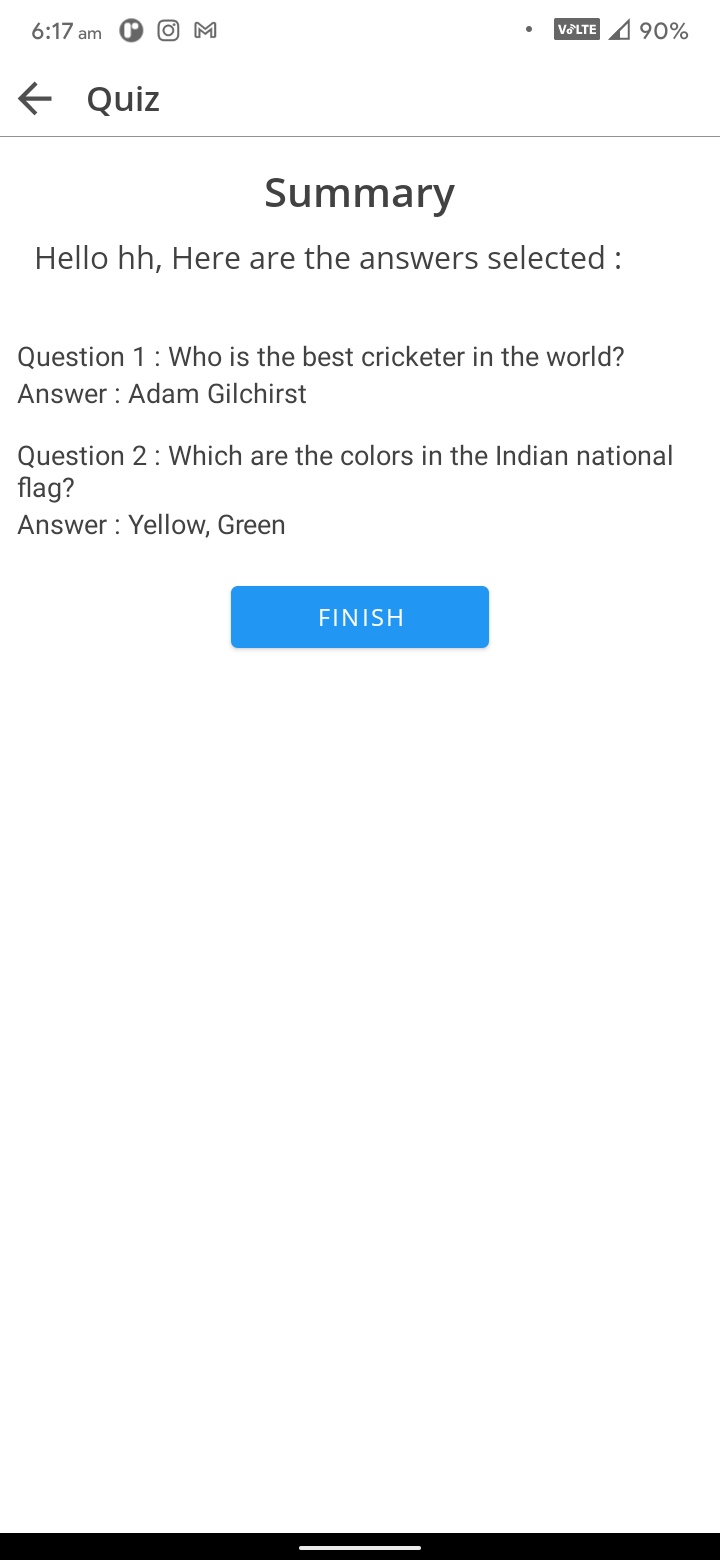 6:17 am VoLTE 90%
Quiz
Summary
Hello hh, Here are the answers selected :
Question 1 : Who is the best cricketer in the world?
Answer : Adam Gilchirst
Question 2 : Which are the colors in the Indian national
flag?
Answer : Yellow, Green
FINISH